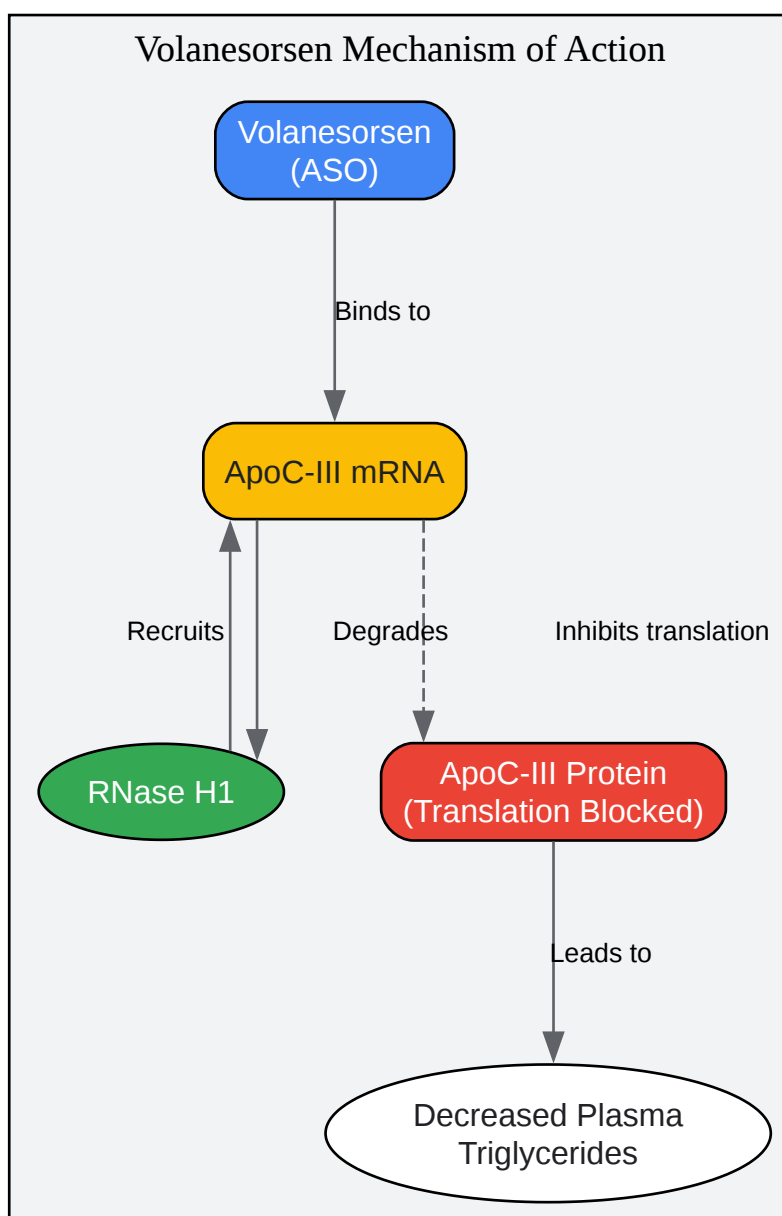 Volanesorsen Mechanism of Action
Volanesorsen
(ASO)
Binds to
ApoC-III mRNA
Recruits
Degrades
Inhibits translation
RNase H1
ApoC-III Protein
(Translation Blocked)
Leads to
Decreased Plasma
Triglycerides